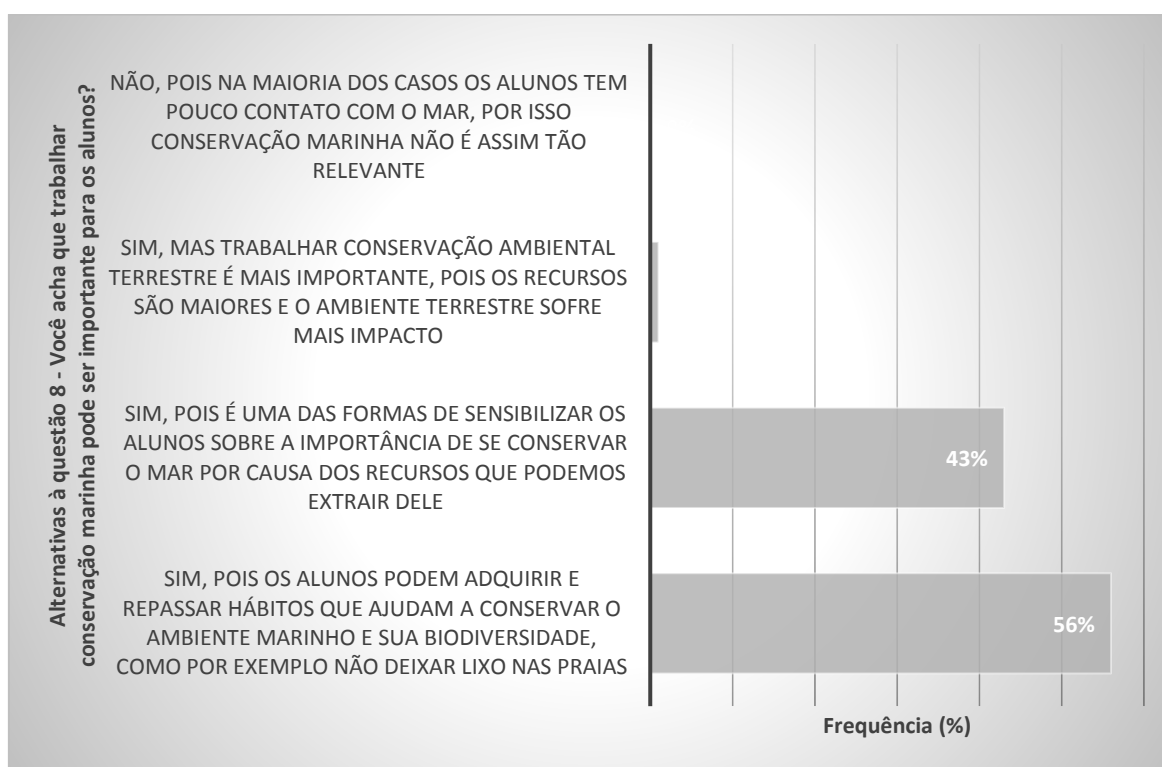 Alternativas à questão 8 - Você acha que trabalhar
conservação marinha pode ser importante para os alunos?
NÃO, POIS NA MAIORIA DOS CASOS OS ALUNOS TEM
POUCO CONTATO COM O MAR, POR ISSO
CONSERVAÇÃO MARINHA NÃO É ASSIM TÃO
RELEVANTE
SIM, MAS TRABALHAR CONSERVAÇÃO AMBIENTAL
TERRESTRE É MAIS IMPORTANTE, POIS OS RECURSOS
SÃO MAIORES E O AMBIENTE TERRESTRE SOFRE
MAIS IMPACTO
SIM, POIS É UMA DAS FORMAS DE SENSIBILIZAR OS
ALUNOS SOBRE A IMPORTÂNCIA DE SE CONSERVAR
O MAR POR CAUSA DOS RECURSOS QUE PODEMOS
EXTRAIR DELE
43%
SIM, POIS OS ALUNOS PODEM ADQUIRIR E
REPASSAR HÁBITOS QUE AJUDAM A CONSERVAR O
AMBIENTE MARINHO E SUA BIODIVERSIDADE,
COMO POR EXEMPLO NÃO DEIXAR LIXO NAS PRAIAS
56%
Frequência (%)